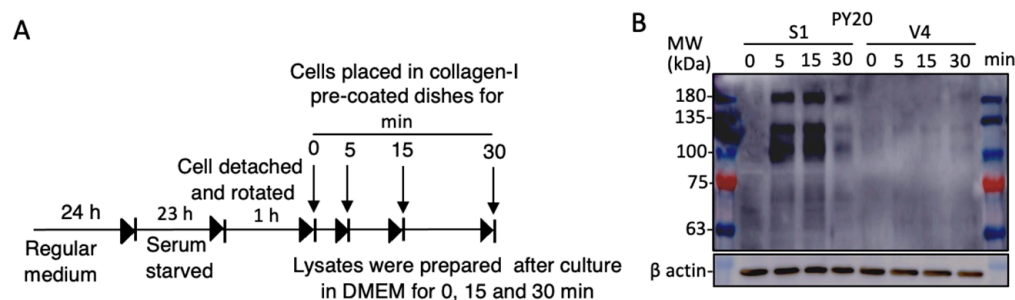 A
Cells placed in collagen-I
pre-coated dishes for
min
0 5 15 30
Cell detached
and rotated
24 h 23 h 1 h
Regular
medium
Serum
starved
Lysates were prepared after culture
in DMEM for 0, 15 and 30 min
B
PY20
S1 V4
MW
(kDa)
0 5 15 30 0 5 15 30 min
180-
135-
100-
75-
63-
β actin-